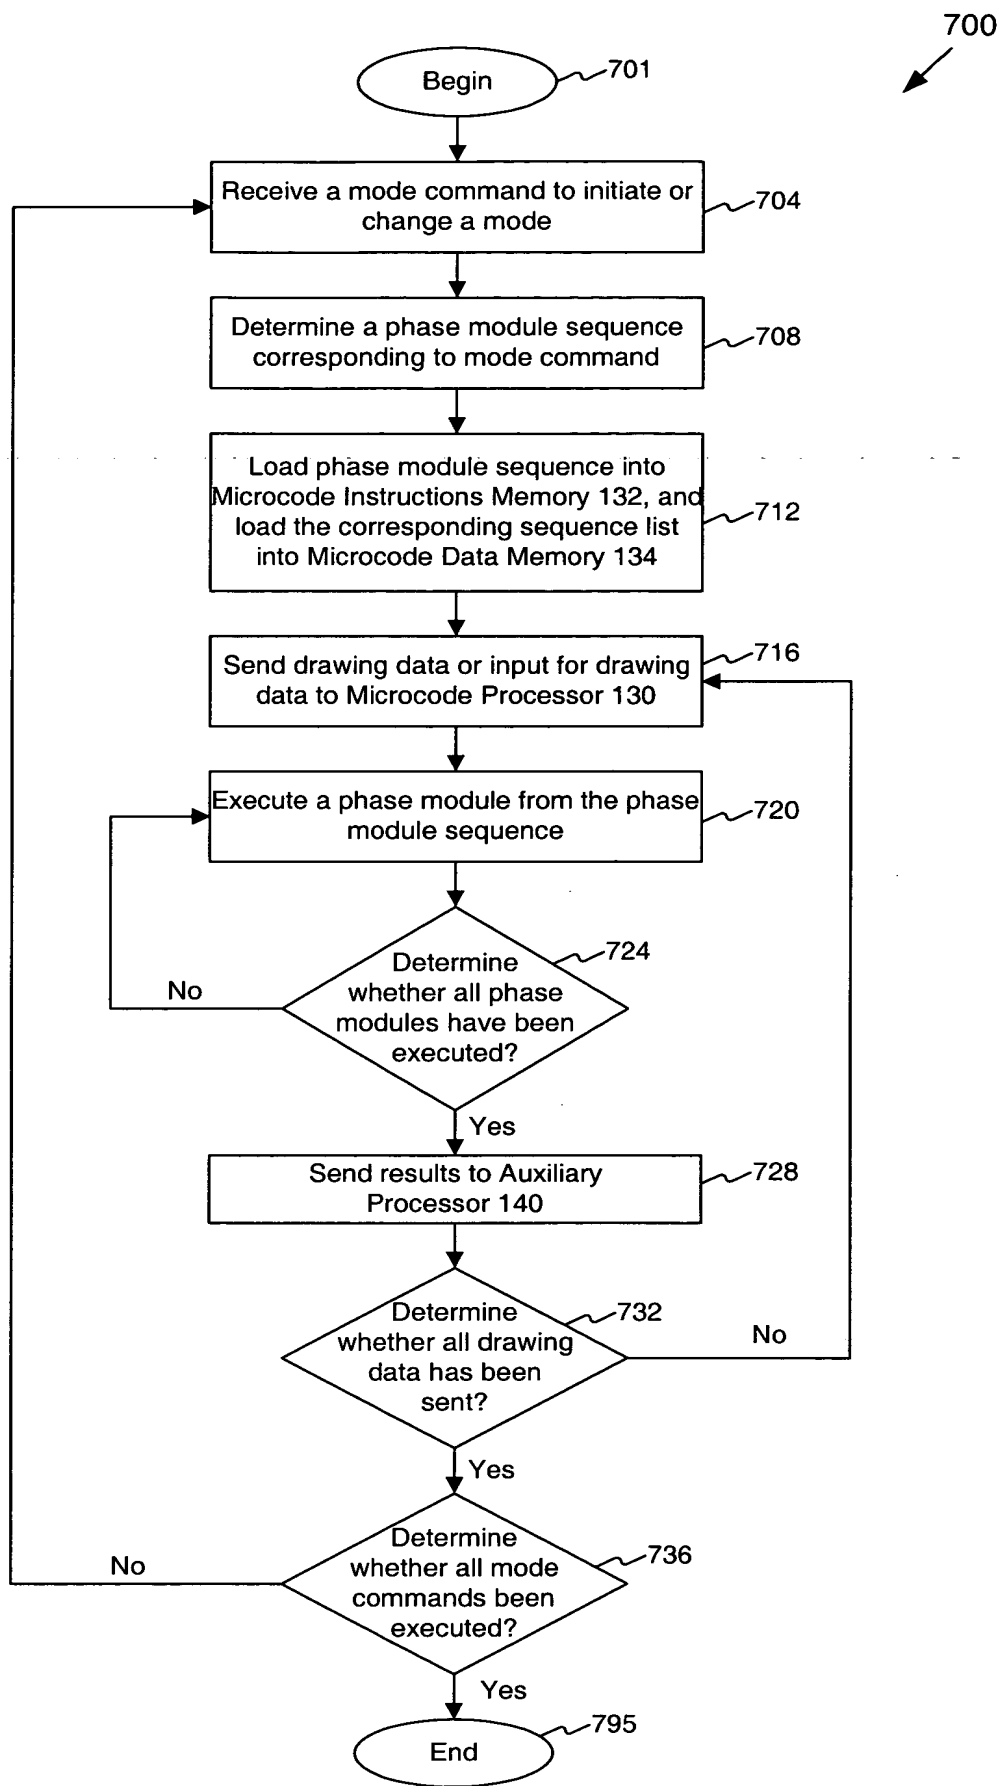 700
Begin
701
Receive a mode command to initiate or
change a mode
704
Determine a phase module sequence
corresponding to mode command
708
Load phase module sequence into
Microcode Instructions Memory 132, and
load the corresponding sequence list
into Microcode Data Memory 134
712
Send drawing data or input for drawing
data to Microcode Processor 130
716
Execute a phase module from the phase
module sequence
720
Determine
whether all phase
modules have been
executed?
724
No
Yes
Send results to Auxiliary
Processor 140
728
Determine
whether all drawing
data has been
sent?
732
No
Yes
Determine
whether all mode
commands been
executed?
736
No
Yes
End
795